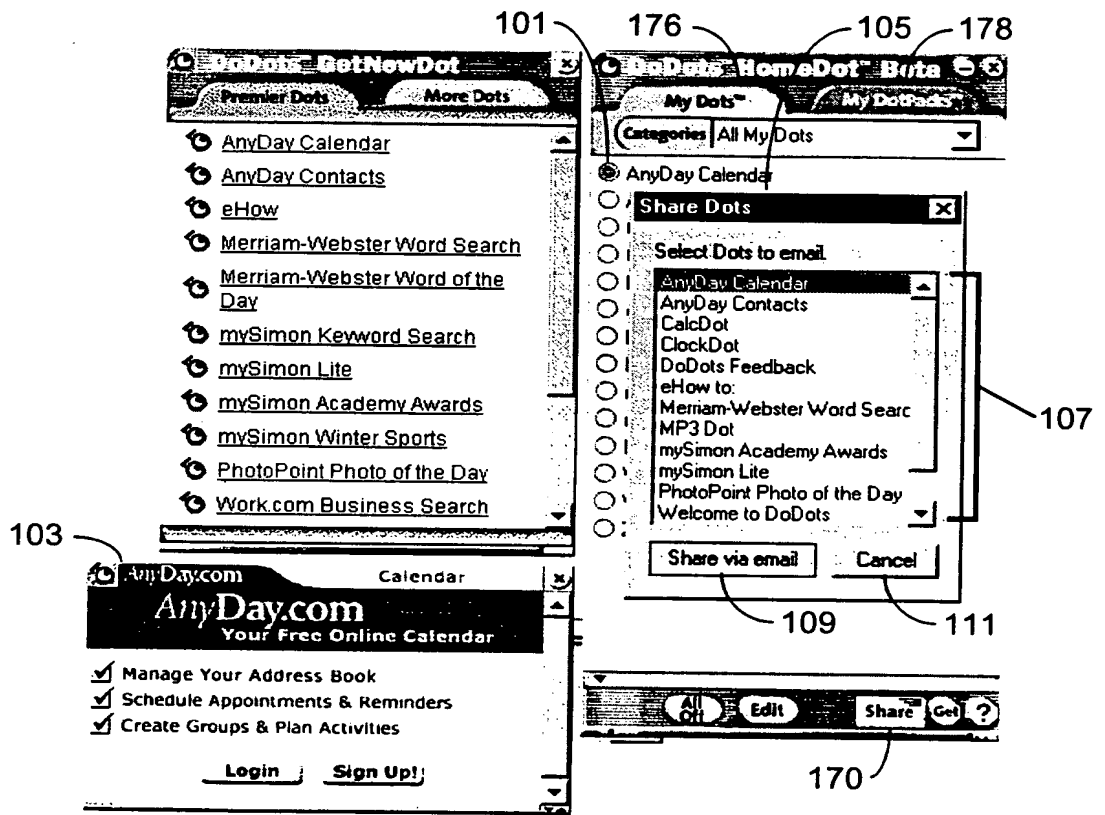 101
176
105
178
DoDots™ GetNewDot
Premier Dots
More Dots
AnyDay Calendar
AnyDay Contacts
eHow
Merriam-Webster Word Search
Merriam-Webster Word of the
Day
mySimon Keyword Search
mySimon Lite
mySimon Academy Awards
mySimon Winter Sports
PhotoPoint Photo of the Day
Work.com Business Search
DoDots™ HomeDot™ Beta
My Dots™
My DotPacks™
Categories
All My Dots
AnyDay Calendar
Share Dots
Select Dots to email.
AnyDay Calendar
AnyDay Contacts
CalcDot
ClockDot
DoDots Feedback
eHow to:
Merriam-Webster Word Searc
MP3 Dot
mySimon Academy Awards
mySimon Lite
PhotoPoint Photo of the Day
Welcome to DoDots
107
Share via email
Cancel
109
111
103
AnyDay.com
Calendar
AnyDay.com
Your Free Online Calendar
Manage Your Address Book
Schedule Appointments & Reminders
Create Groups & Plan Activities
Login
Sign Up!
All
Off
Edit
Share
Get
?
170